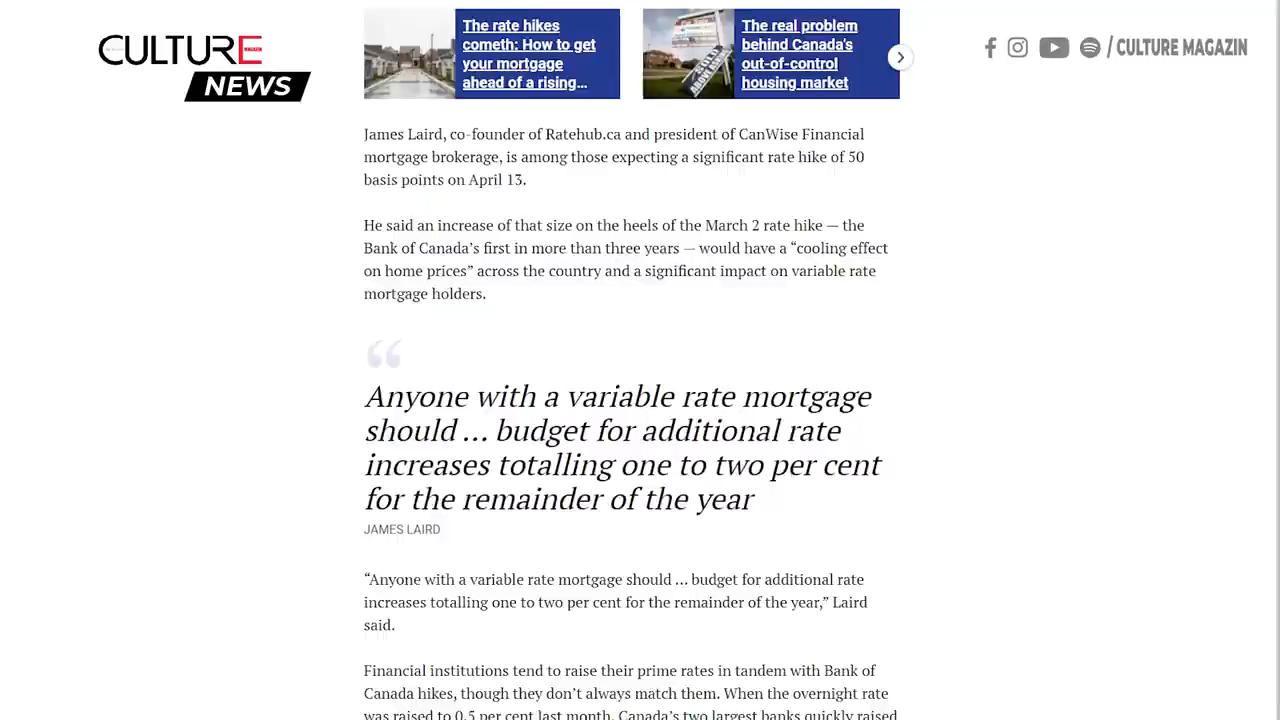 CULTURE
NEWS
The rate hikes
cometh: How to get
your mortgage
ahead of a rising...
The real problem
behind Canada's
out-of-control
housing market
/ CULTURE MAGAZIN
James Laird, co-founder of Ratehub.ca and president of CanWise Financial
mortgage brokerage, is among those expecting a significant rate hike of 50
basis points on April 13.
He said an increase of that size on the heels of the March 2 rate hike — the
Bank of Canada’s first in more than three years — would have a “cooling effect
on home prices” across the country and a significant impact on variable rate
mortgage holders.
“
Anyone with a variable rate mortgage
should … budget for additional rate
increases totalling one to two per cent
for the remainder of the year
JAMES LAIRD
“Anyone with a variable rate mortgage should … budget for additional rate
increases totalling one to two per cent for the remainder of the year,” Laird
said.
Financial institutions tend to raise their prime rates in tandem with Bank of
Canada hikes, though they don’t always match them. When the overnight rate
was raised to 0.5 per cent last month, Canada’s two largest banks quickly raised